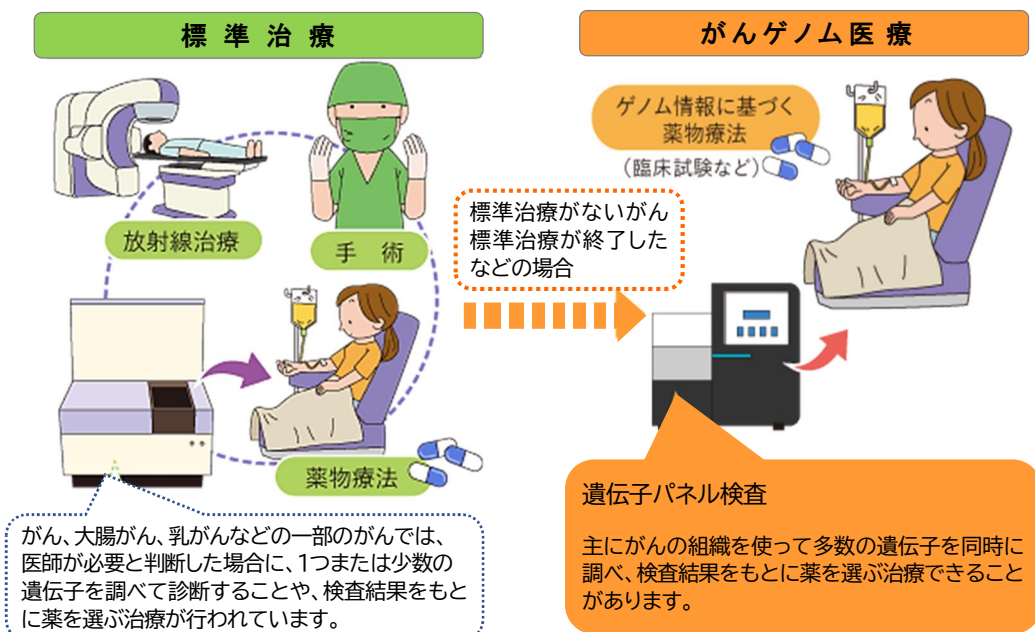 標準治療
がんゲノム医療
放射線治療
手術
薬物療法
がん、大腸がん、乳がんなどの一部のがんでは、
医師が必要と判断した場合に、1つまたは少数の
遺伝子を調べて診断することや、検査結果をもと
に薬を選ぶ治療が行われています。
標準治療がないがん
標準治療が終了した
などの場合
ゲノム情報に基づく
薬物療法
(臨床試験など)
遺伝子パネル検査
主にがんの組織を使って多数の遺伝子を同時に
調べ、検査結果をもとに薬を選ぶ治療できること
があります。